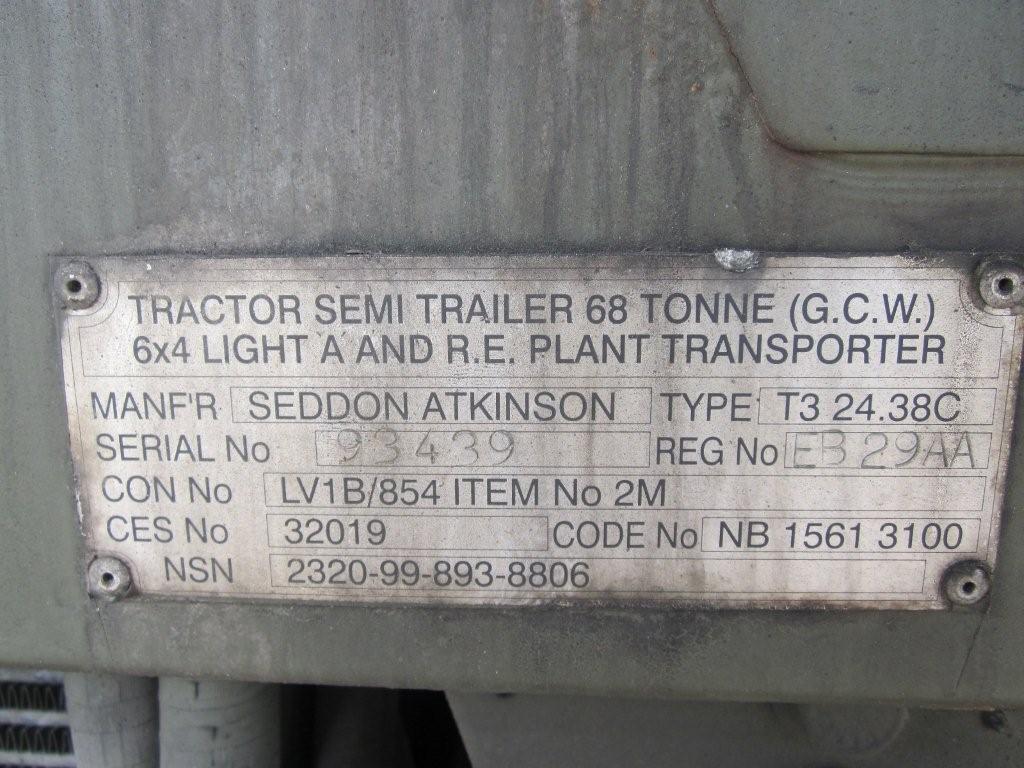 TRACTOR SEMI TRAILER 68 TONNE (G.C.W.)
6x4 LIGHT A AND R.E. PLANT TRANSPORTER
MANF'R SEDDON ATKINSON TYPE T3 24.38C
SERIAL No 93439 REG No EB29AA
CON No LV1B/854 ITEM No 2M
CES No 32019 CODE No NB 1561 3100
NSN 2320-99-893-8806